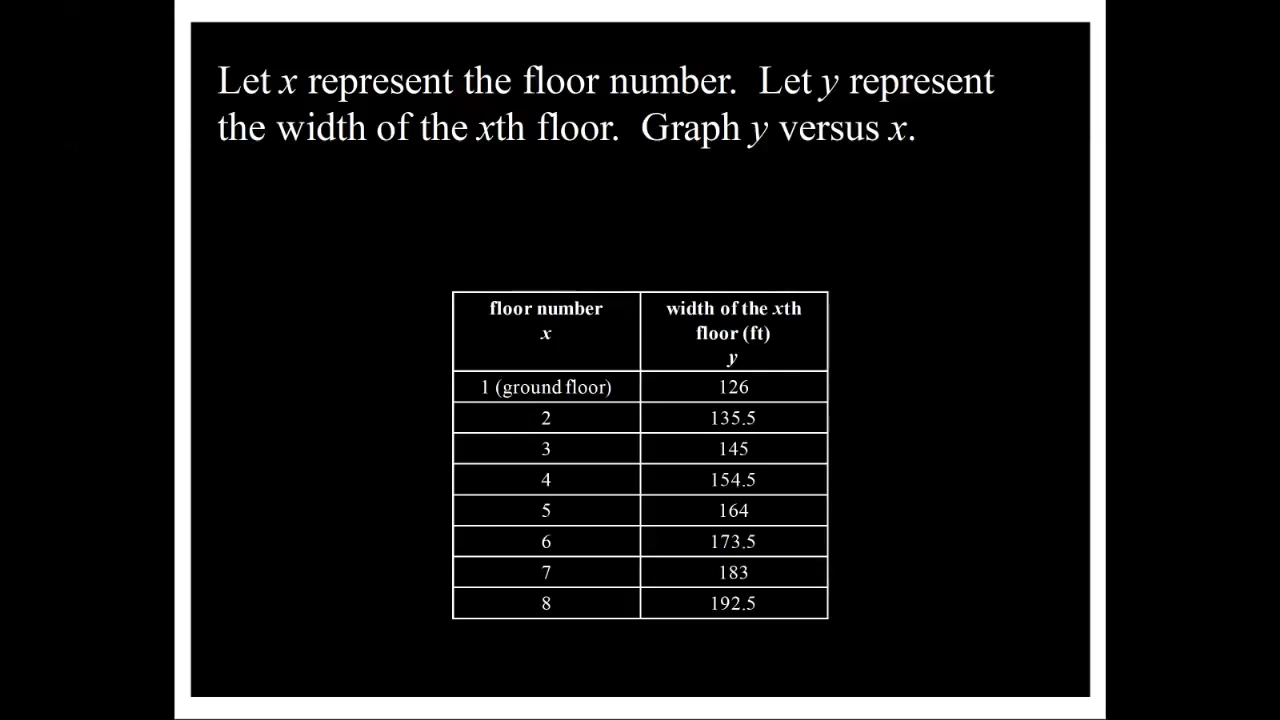 Let x represent the floor number. Let y represent
the width of the xth floor. Graph y versus x.
floor number width of the xth
x floor (ft)
y
1 (ground floor) 126
2 135.5
3 145
4 154.5
5 164
6 173.5
7 183
8 192.5